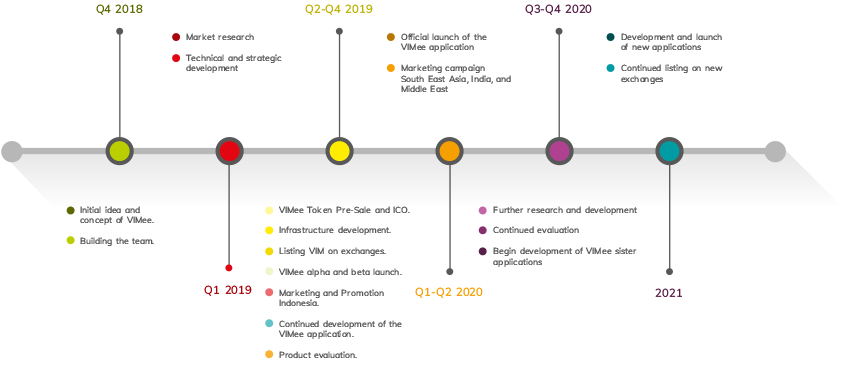 Q4 2018
Initial idea and
concept of VIMee.
Building the team.
Market research
Technical and strategic
development
Q1 2019
Q2-Q4 2019
VIMee Token Pre-Sale and ICO.
Infrastructure development.
Listing VIM on exchanges.
VIMee alpha and beta launch.
Marketing and Promotion
Indonesia.
Continued development of the
VIMee application.
Product evaluation.
Official launch of the
VIMee application
Marketing campaign
South East Asia, India, and
Middle East
Q1-Q2 2020
Q3-Q4 2020
Further research and development
Continued evaluation
Begin development of VIMee sister
applications
Development and launch
of new applications
Continued listing on new
exchanges
2021